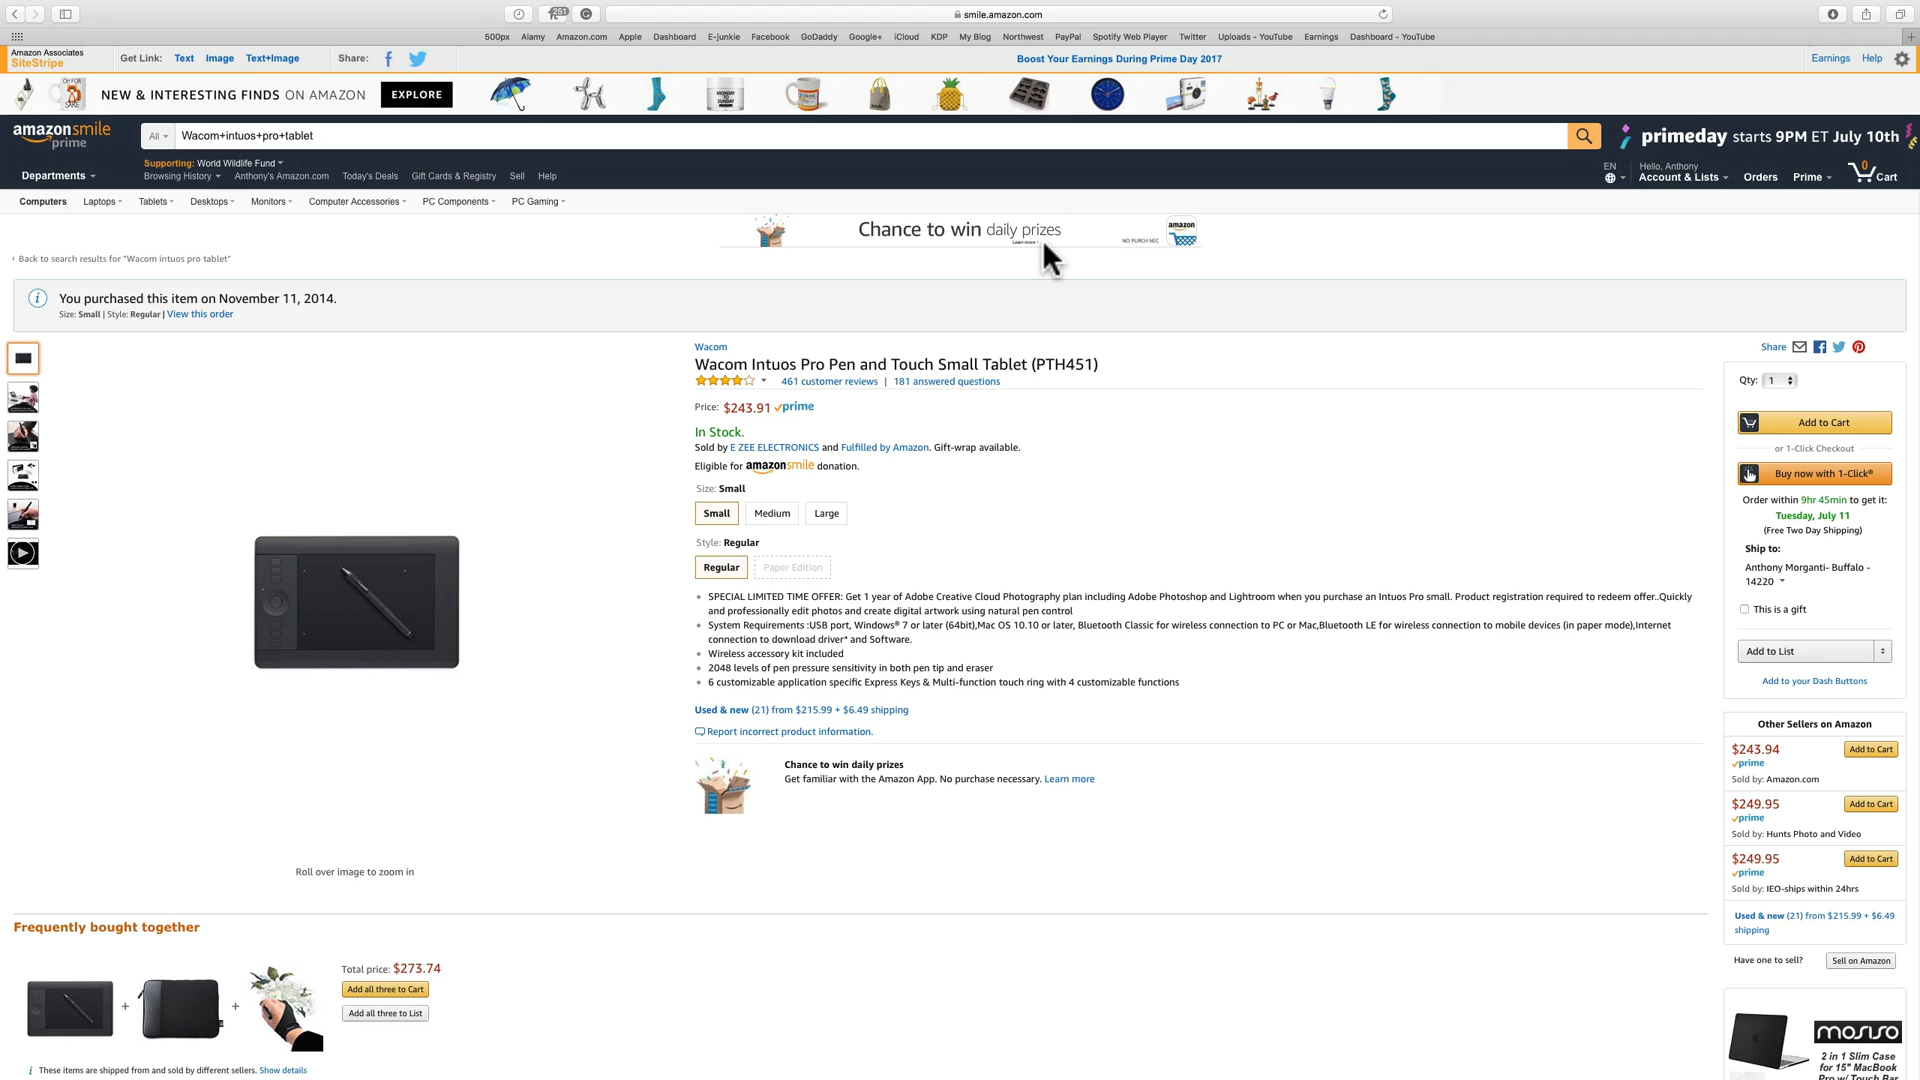 251
smile.amazon.com
500px Alamy Amazon.com Apple Dashboard E-junkie Facebook GoDaddy Google+ iCloud KDP My Blog Northwest PayPal Spotify Web Player Twitter Uploads - YouTube Earnings Dashboard - YouTube
Amazon Associates
SiteStripe
Get Link: Text Image Text+Image Share:
Boost Your Earnings During Prime Day 2017
Earnings Help
NEW & INTERESTING FINDS ON AMAZON EXPLORE
amazonsmile
prime
All Wacom+intuos+pro+tablet
primeday starts 9PM ET July 10th
Supporting: World Wildlife Fund
Departments
Browsing History Anthony's Amazon.com Today's Deals Gift Cards & Registry Sell Help
EN
Hello, Anthony
Account & Lists Orders Prime 0 Cart
Computers Laptops Tablets Desktops Monitors Computer Accessories PC Components PC Gaming
Chance to win daily prizes
Learn more
NO PURCH NEC
amazon
‹ Back to search results for "Wacom intuos pro tablet"
You purchased this item on November 11, 2014.
Size: Small | Style: Regular | View this order
Wacom
Wacom Intuos Pro Pen and Touch Small Tablet (PTH451)
461 customer reviews | 181 answered questions
Price: $243.91 prime
In Stock.
Sold by E ZEE ELECTRONICS and Fulfilled by Amazon. Gift-wrap available.
Eligible for amazonsmile donation.
Size: Small
Small Medium Large
Style: Regular
Regular Paper Edition
SPECIAL LIMITED TIME OFFER: Get 1 year of Adobe Creative Cloud Photography plan including Adobe Photoshop and Lightroom when you purchase an Intuos Pro small. Product registration required to redeem offer..Quickly
and professionally edit photos and create digital artwork using natural pen control
System Requirements :USB port, Windows® 7 or later (64bit),Mac OS 10.10 or later, Bluetooth Classic for wireless connection to PC or Mac,Bluetooth LE for wireless connection to mobile devices (in paper mode),Internet
connection to download driver* and Software.
Wireless accessory kit included
2048 levels of pen pressure sensitivity in both pen tip and eraser
6 customizable application specific Express Keys & Multi-function touch ring with 4 customizable functions
Used & new (21) from $215.99 + $6.49 shipping
Report incorrect product information.
Chance to win daily prizes
Get familiar with the Amazon App. No purchase necessary. Learn more
Roll over image to zoom in
Share
Qty: 1
Add to Cart
or 1-Click Checkout
Buy now with 1-Click®
Order within 9hr 45min to get it:
Tuesday, July 11
(Free Two Day Shipping)
Ship to:
Anthony Morganti- Buffalo -
14220
This is a gift
Add to List
Add to your Dash Buttons
Other Sellers on Amazon
$243.94 Add to Cart
prime
Sold by: Amazon.com
$249.95 Add to Cart
prime
Sold by: Hunts Photo and Video
$249.95 Add to Cart
prime
Sold by: IEO-ships within 24hrs
Used & new (21) from $215.99 + $6.49
shipping
Have one to sell? Sell on Amazon
mosiso
2 in 1 Slim Case
for 15" MacBook
Pro w/ Touch Bar
Frequently bought together
Total price: $273.74
Add all three to Cart
Add all three to List
+ +
i These items are shipped from and sold by different sellers. Show details